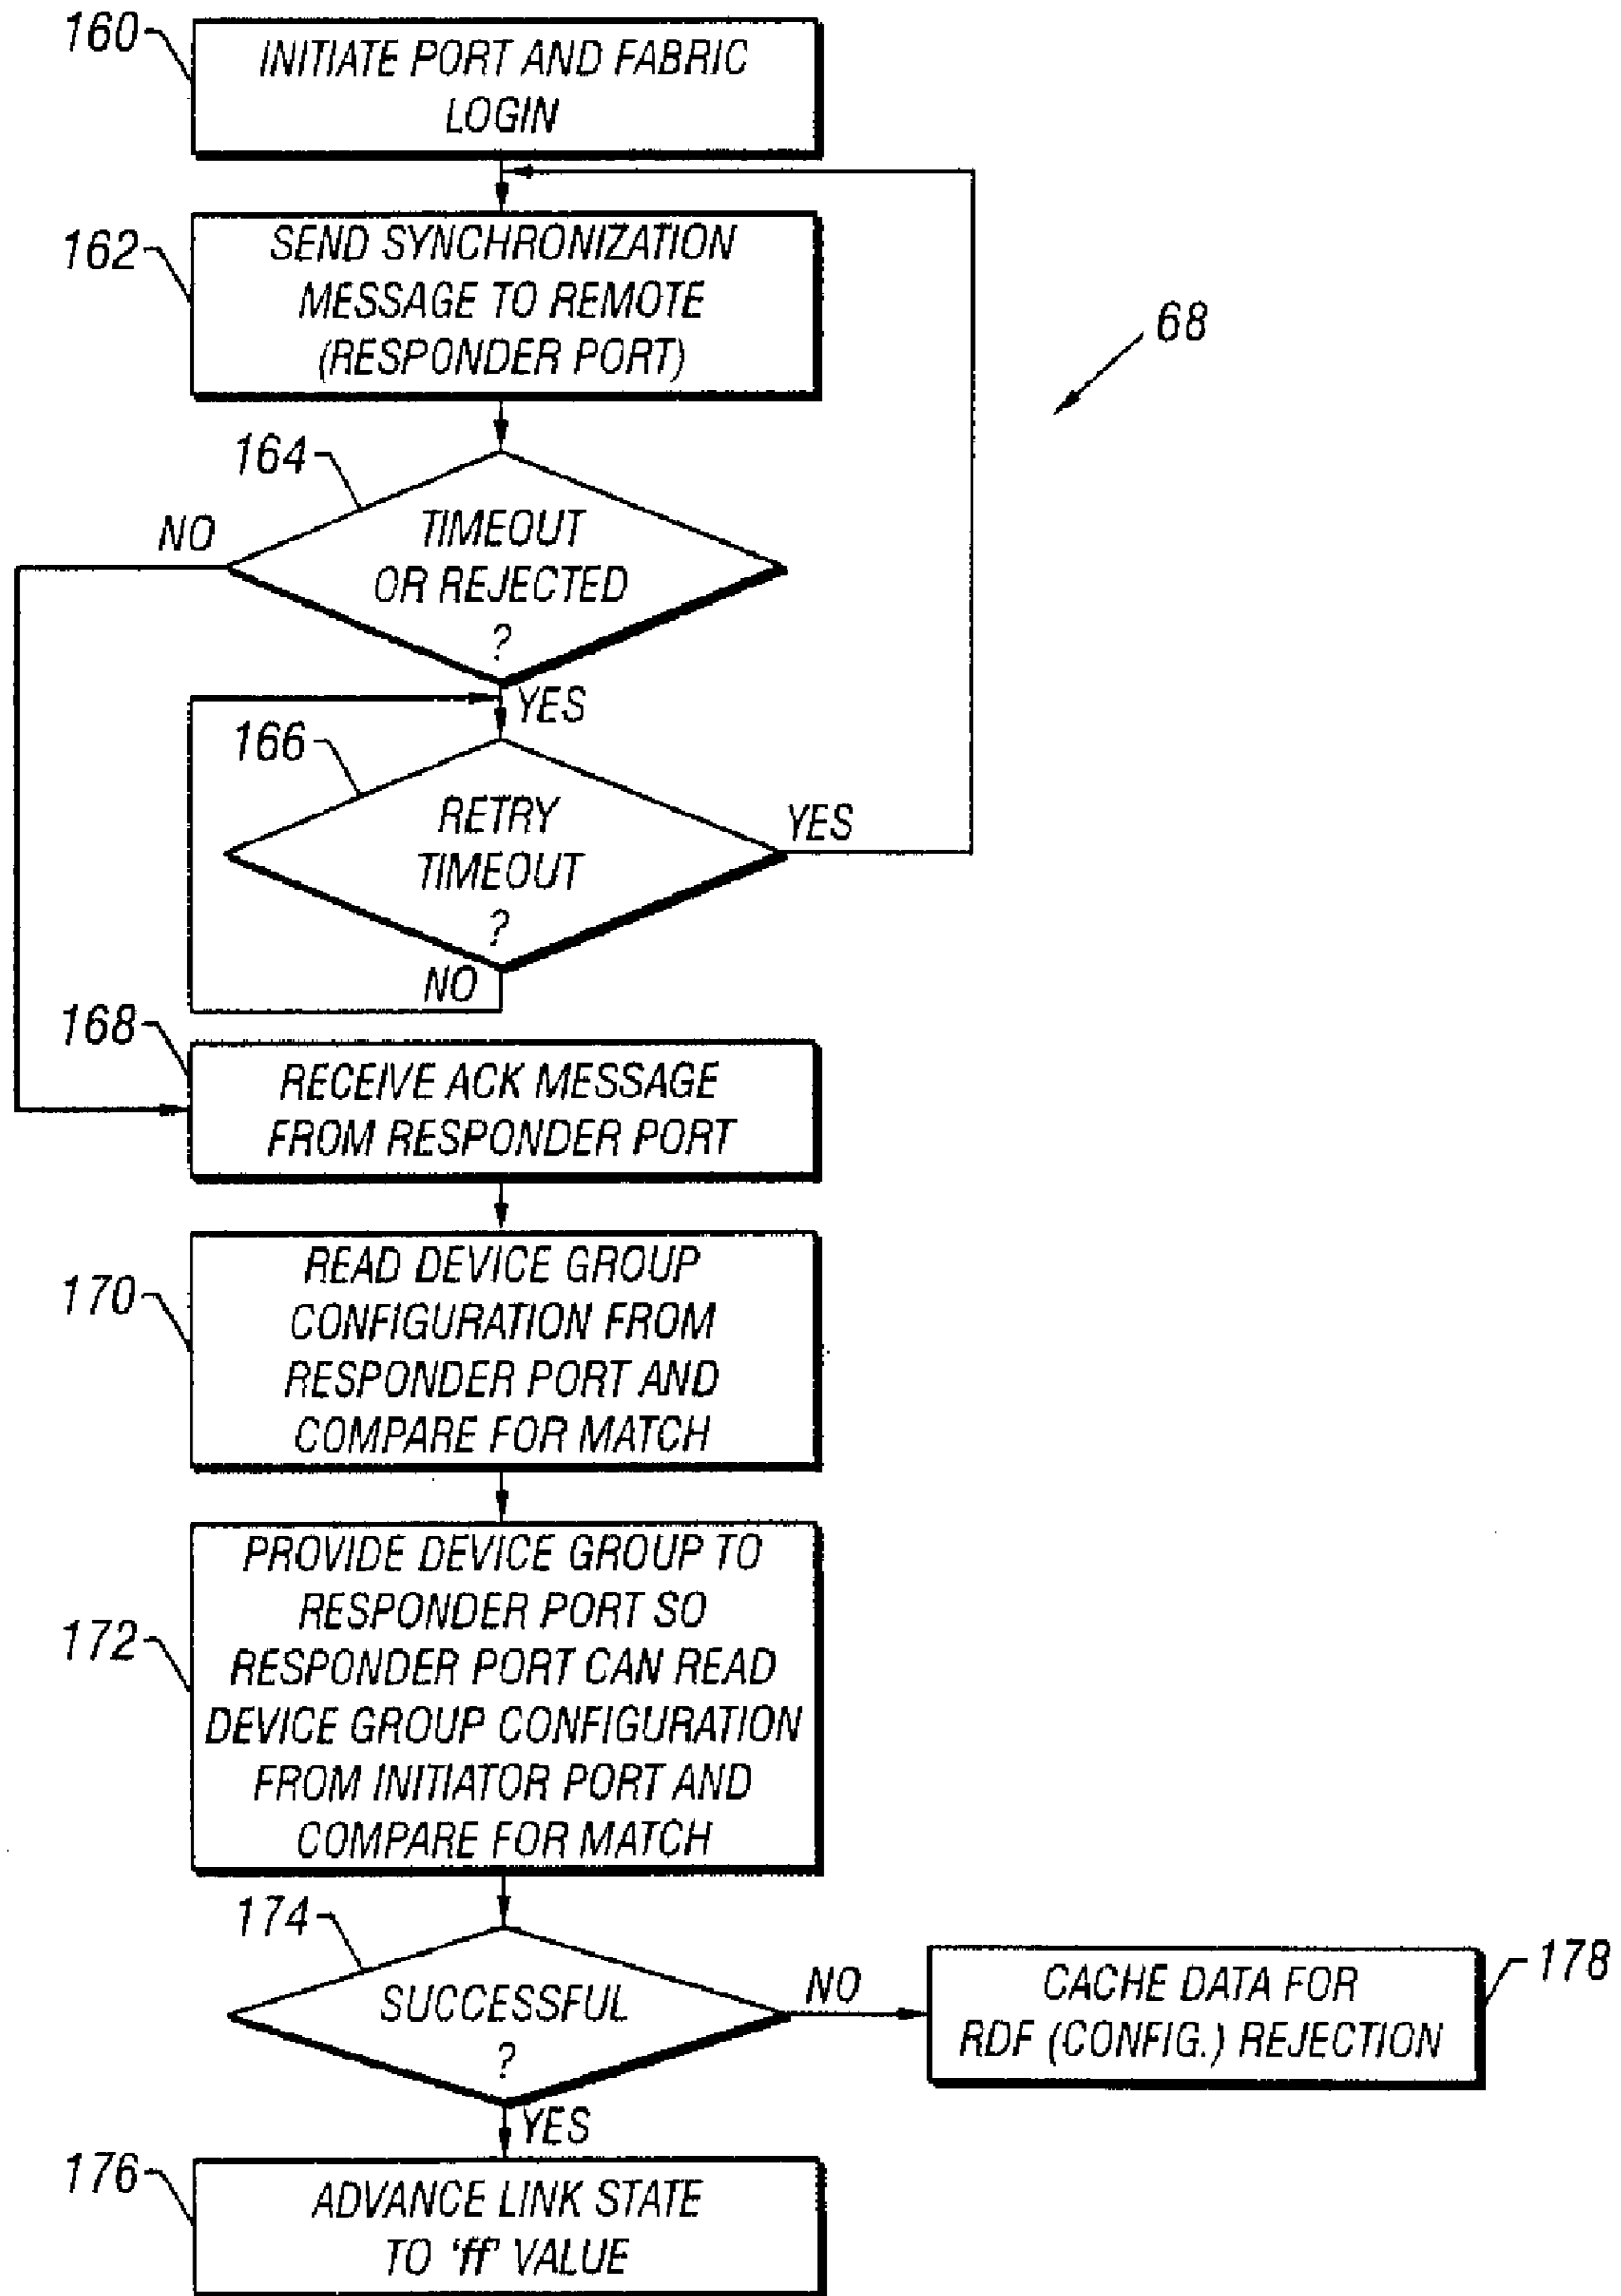 160
INITIATE PORT AND FABRIC
LOGIN
162
SEND SYNCHRONIZATION
MESSAGE TO REMOTE
(RESPONDER PORT)
68
164
NO
TIMEOUT
OR REJECTED
?
YES
166
RETRY
TIMEOUT
?
YES
NO
168
RECEIVE ACK MESSAGE
FROM RESPONDER PORT
170
READ DEVICE GROUP
CONFIGURATION FROM
RESPONDER PORT AND
COMPARE FOR MATCH
172
PROVIDE DEVICE GROUP TO
RESPONDER PORT SO
RESPONDER PORT CAN READ
DEVICE GROUP CONFIGURATION
FROM INITIATOR PORT AND
COMPARE FOR MATCH
174
SUCCESSFUL
?
NO
CACHE DATA FOR
RDF (CONFIG.) REJECTION
178
YES
176
ADVANCE LINK STATE
TO 'ff' VALUE